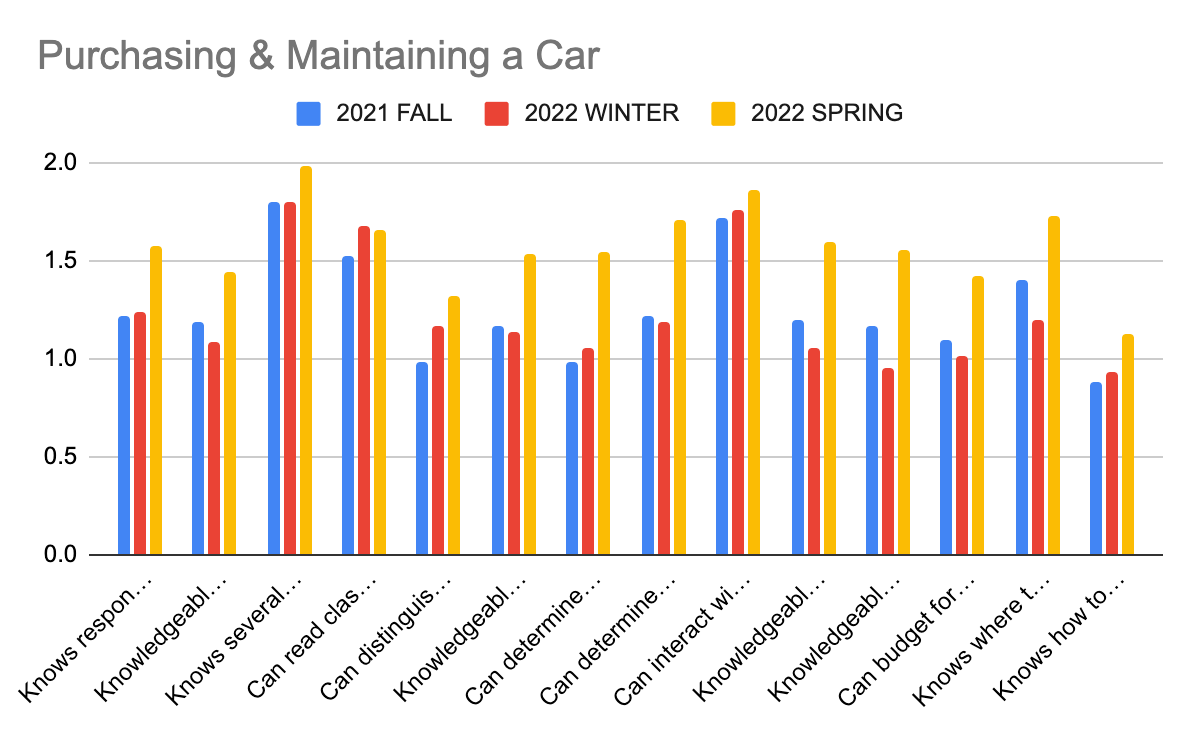 Purchasing & Maintaining a Car
2021 FALL 2022 WINTER 2022 SPRING
2.0
1.5
1.0
0.5
0.0
Knows respon...
Knowledgeabl...
Knows several...
Can read clas...
Can distinguis...
Knowledgeabl...
Can determine...
Can determine...
Can interact wi...
Knowledgeabl...
Knowledgeabl...
Can budget for...
Knows where t...
Knows how to...